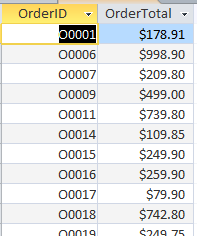 OrderID OrderTotal
O0001 $178.91
O0006 $998.90
O0007 $209.80
O0009 $499.00
O0011 $739.80
O0014 $109.85
O0015 $249.90
O0016 $259.90
O0017 $79.90
O0018 $742.80
O0019 $249.75